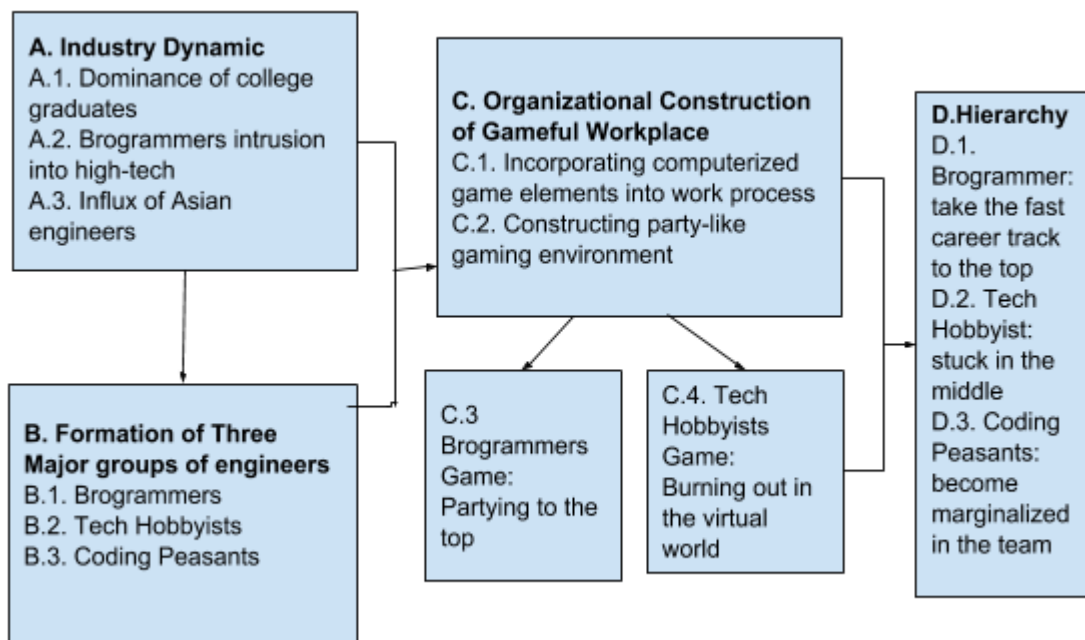 A. Industry Dynamic
A.1. Dominance of college
graduates
A.2. Brogrammers intrusion
into high-tech
A.3. Influx of Asian
engineers
B. Formation of Three
Major groups of engineers
B.1. Brogrammers
B.2. Tech Hobbyists
B.3. Coding Peasants
C. Organizational Construction
of Gameful Workplace
C.1. Incorporating computerized
game elements into work process
C.2. Constructing party-like
gaming environment
C.3
Brogrammers
Game:
Partying to the
top
C.4. Tech
Hobbyists
Game:
Burning out in
the virtual
world
D.Hierarchy
D.1.
Brogrammer:
take the fast
career track
to the top
D.2. Tech
Hobbyist:
stuck in the
middle
D.3. Coding
Peasants:
become
marginalized
in the team